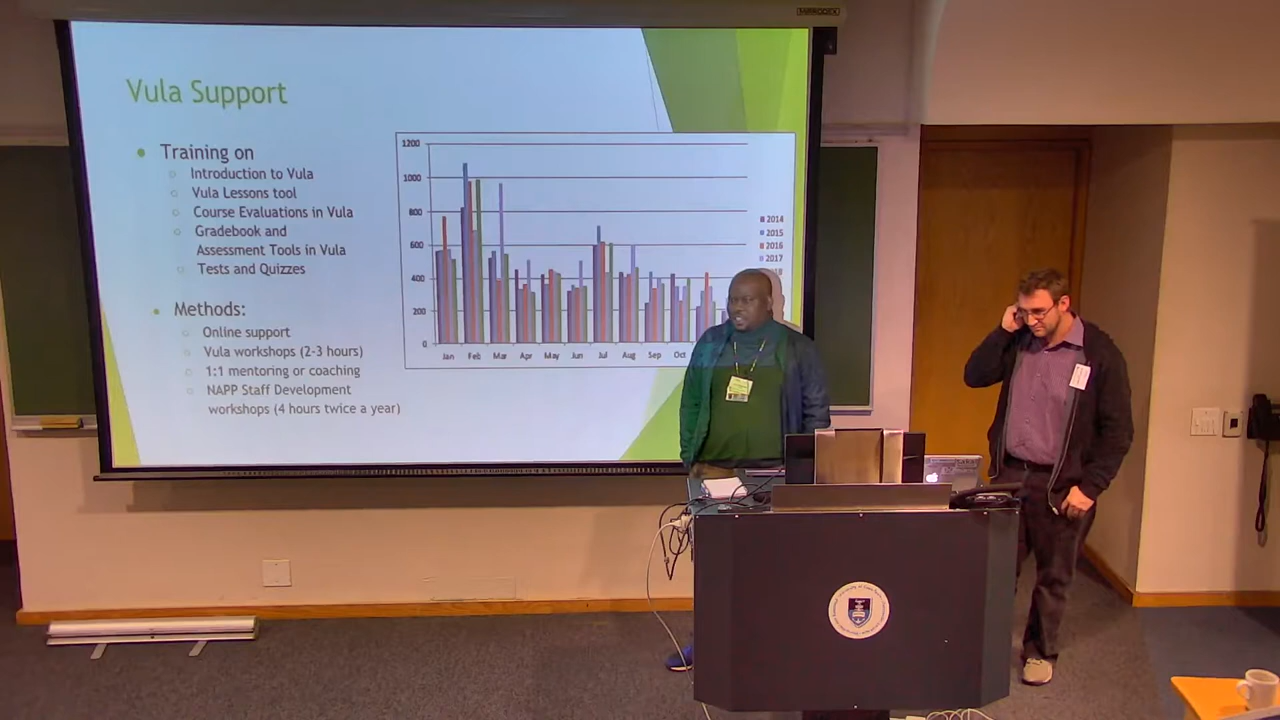 Vula Support
Training on
Introduction to Vula
Vula Lessons tool
Course Evaluations in Vula
Gradebook and
Assessment Tools in Vula
Tests and Quizzes
Methods:
Online support
Vula workshops (2-3 hours)
1:1 mentoring or coaching
NAPP Staff Development
workshops (4 hours twice a year)
1200
1000
800
600
400
200
0
Jan Feb Mar Apr May Jun Jul Aug Sep Oct
2014
2015
2016
2017